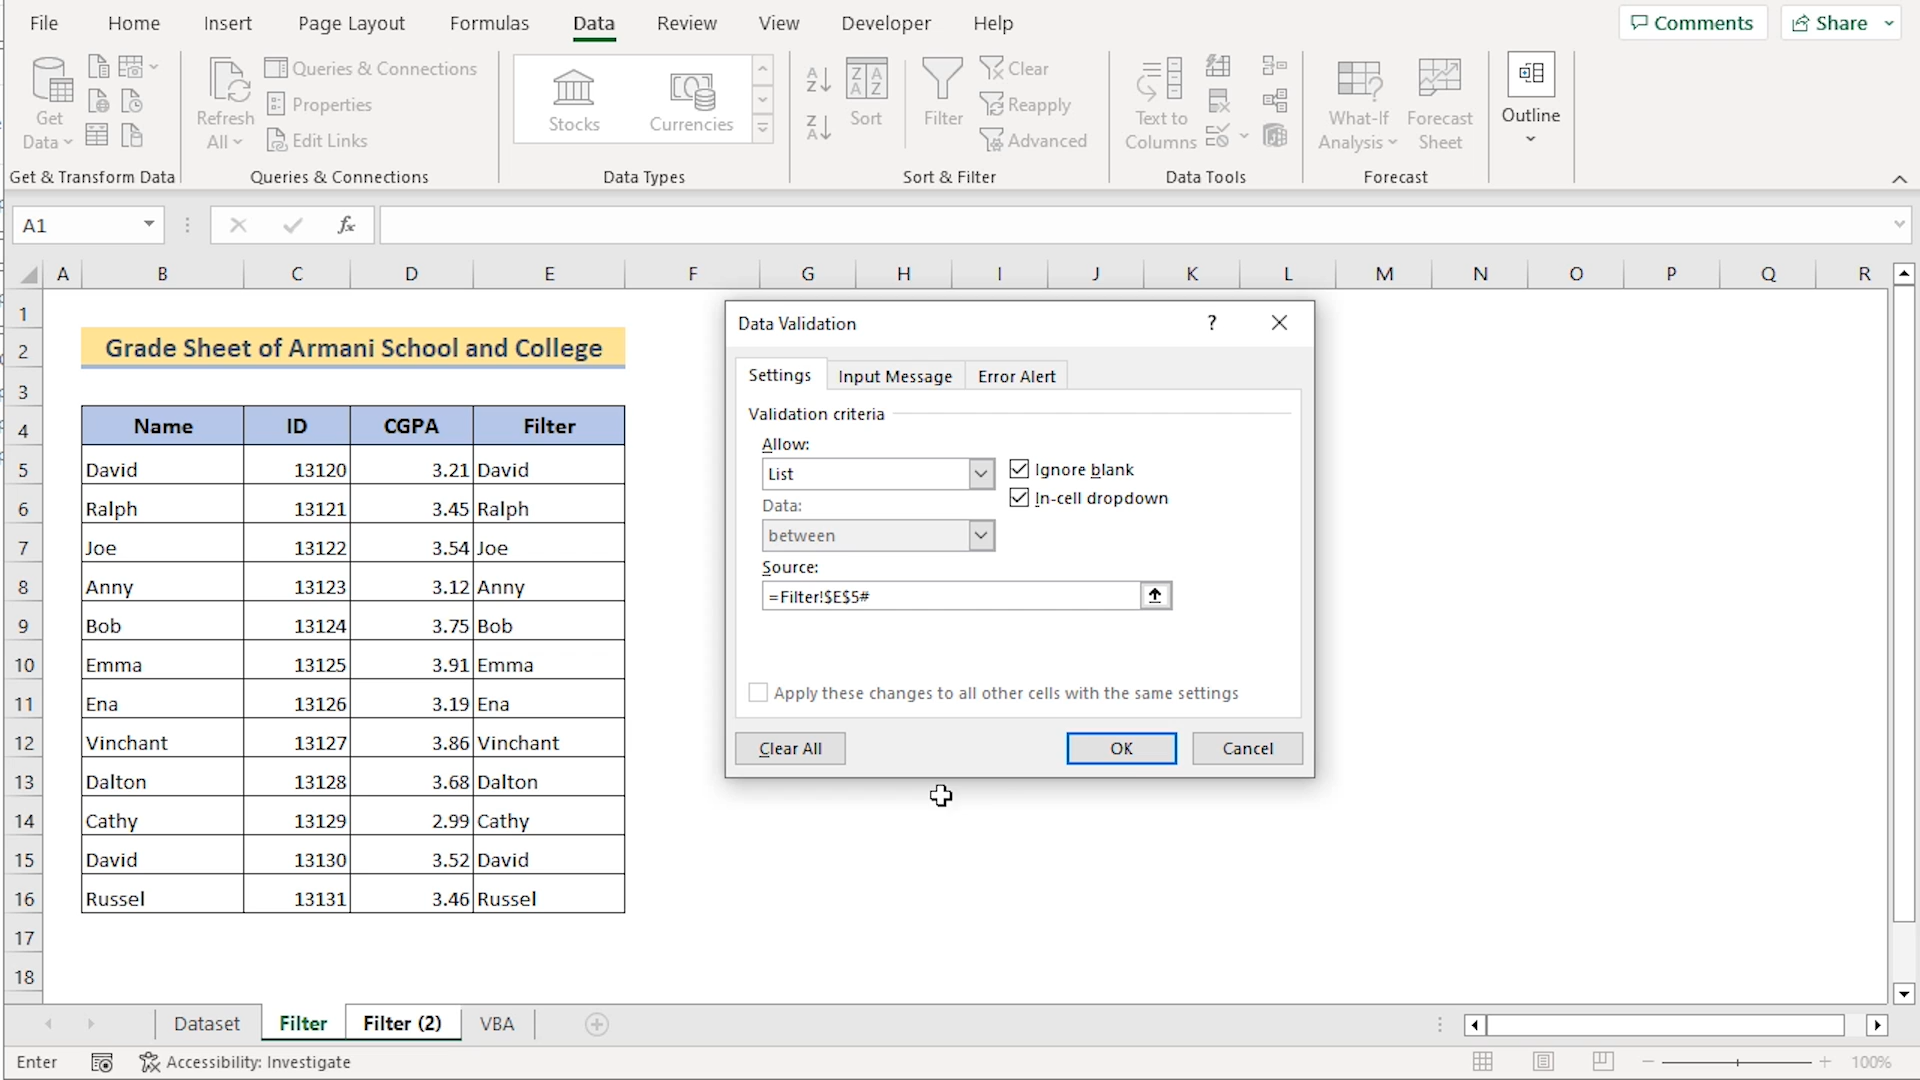 File Home Insert Page Layout Formulas Data Review View Developer Help Comments Share
Get Data
Refresh All
Queries & Connections
Properties
Edit Links
Stocks
Currencies
Sort
Filter
Clear
Reapply
Advanced
Text to Columns
What-If Analysis
Forecast Sheet
Outline
Get & Transform Data Queries & Connections Data Types Sort & Filter Data Tools Forecast
A1 fx
A B C D E F G H I J K L M N O P Q R
1
2 Grade Sheet of Armani School and College
3
4 Name ID CGPA Filter
5 David 13120 3.21 David
6 Ralph 13121 3.45 Ralph
7 Joe 13122 3.54 Joe
8 Anny 13123 3.12 Anny
9 Bob 13124 3.75 Bob
10 Emma 13125 3.91 Emma
11 Ena 13126 3.19 Ena
12 Vinchant 13127 3.86 Vinchant
13 Dalton 13128 3.68 Dalton
14 Cathy 13129 2.99 Cathy
15 David 13130 3.52 David
16 Russel 13131 3.46 Russel
17
18
Data Validation ?
Settings Input Message Error Alert
Validation criteria
Allow:
List
Ignore blank
In-cell dropdown
Data:
between
Source:
=Filter!$E$5#
Apply these changes to all other cells with the same settings
Clear All OK Cancel
Dataset Filter Filter (2) VBA
Enter Accessibility: Investigate 100%